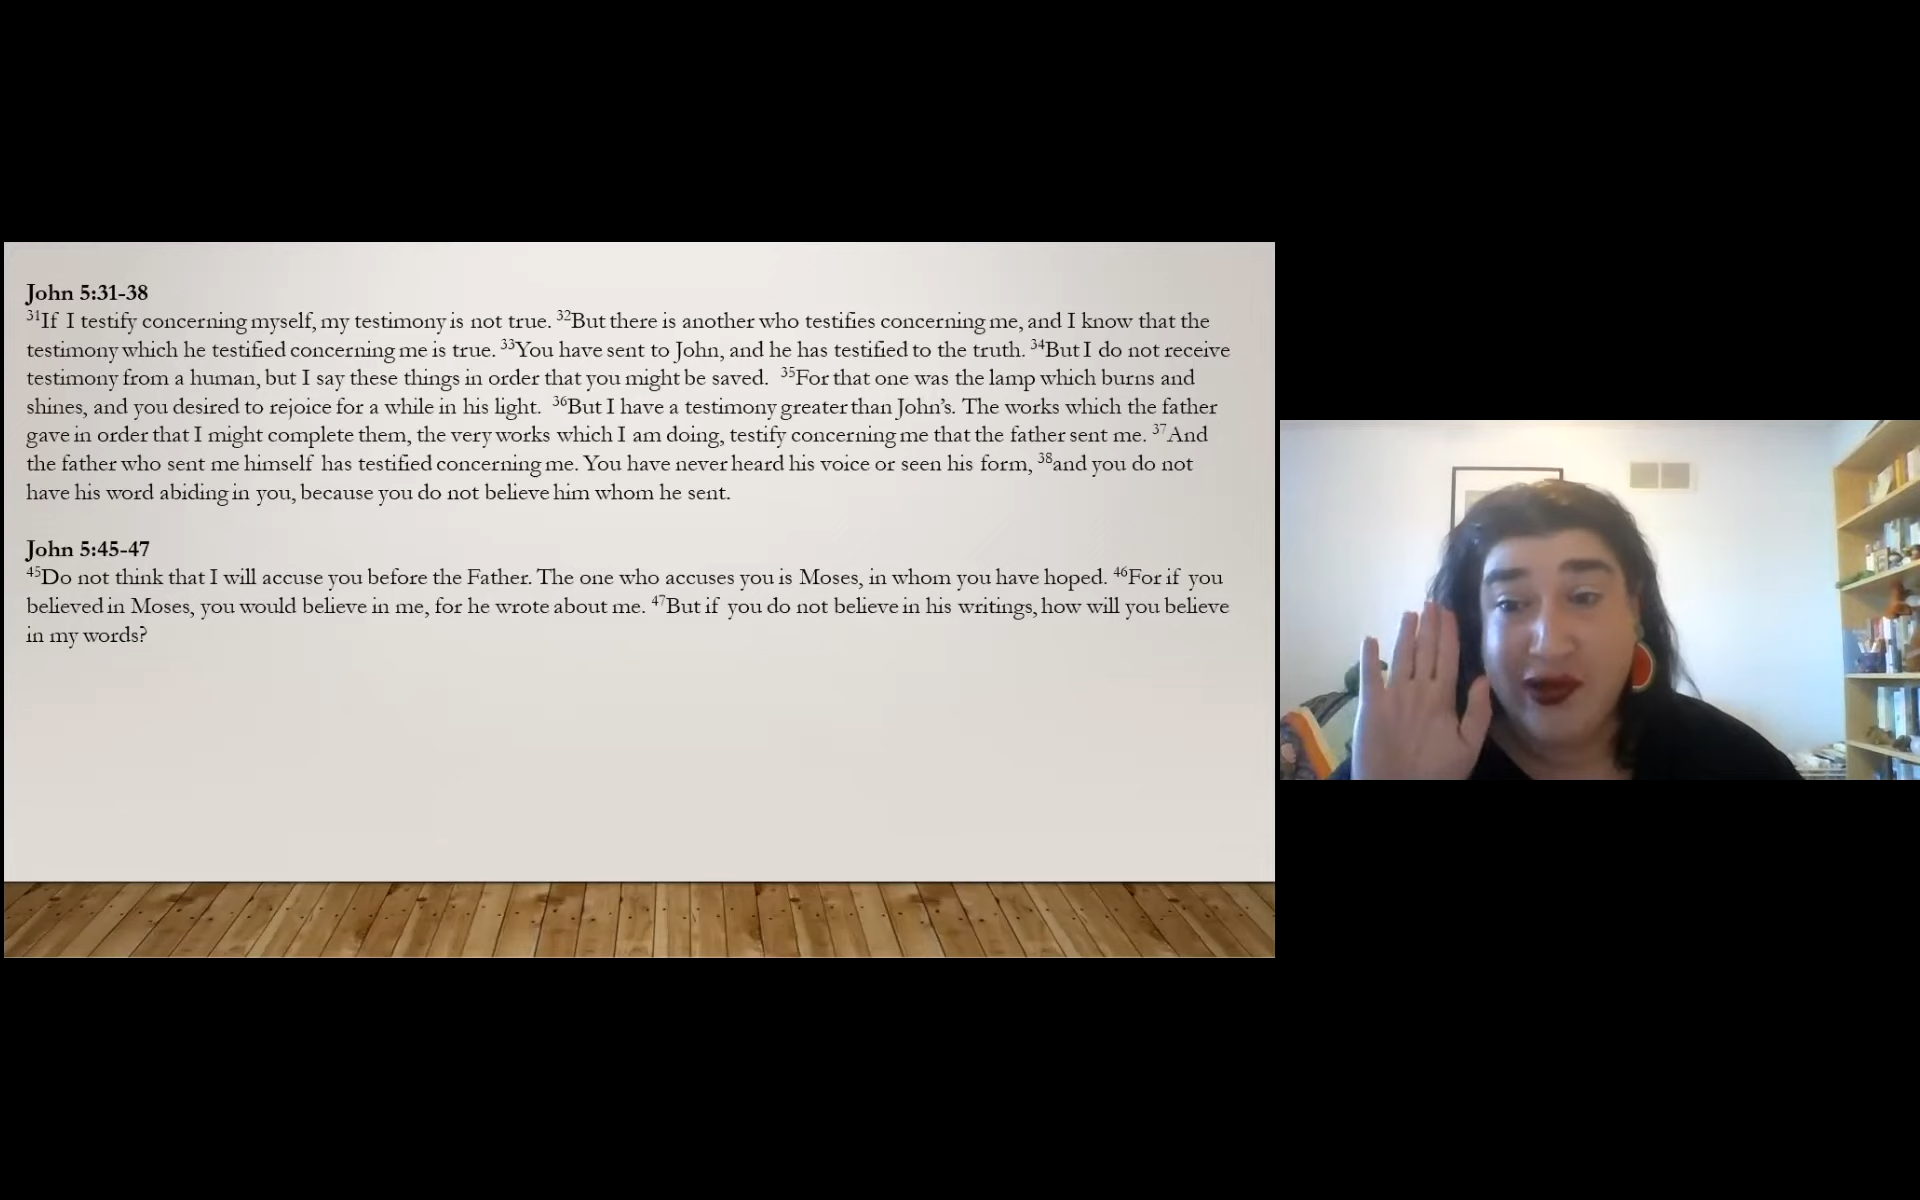 John 5:31-38
³¹If I testify concerning myself, my testimony is not true. ³²But there is another who testifies concerning me, and I know that the
testimony which he testified concerning me is true. ³³You have sent to John, and he has testified to the truth. ³⁴But I do not receive
testimony from a human, but I say these things in order that you might be saved. ³⁵For that one was the lamp which burns and
shines, and you desired to rejoice for a while in his light. ³⁶But I have a testimony greater than John’s. The works which the father
gave in order that I might complete them, the very works which I am doing, testify concerning me that the father sent me. ³⁷And
the father who sent me himself has testified concerning me. You have never heard his voice or seen his form, ³⁸and you do not
have his word abiding in you, because you do not believe him whom he sent.
John 5:45-47
⁴⁵Do not think that I will accuse you before the Father. The one who accuses you is Moses, in whom you have hoped. ⁴⁶For if you
believed in Moses, you would believe in me, for he wrote about me. ⁴⁷But if you do not believe in his writings, how will you believe
in my words?